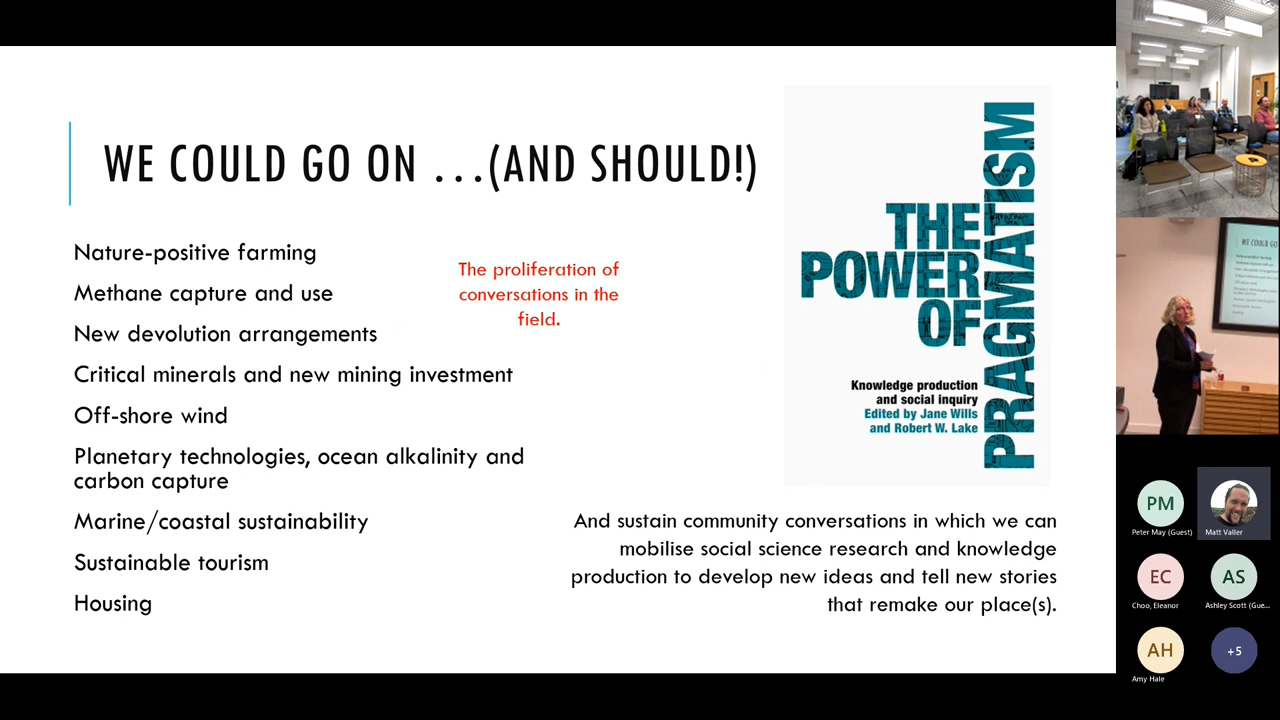 WE COULD GO ON ...(AND SHOULD!)
Nature-positive farming
Methane capture and use
New devolution arrangements
Critical minerals and new mining investment
Off-shore wind
Planetary technologies, ocean alkalinity and
carbon capture
Marine/coastal sustainability
Sustainable tourism
Housing
The proliferation of
conversations in the
field.
THE
POWER
OF
PRAGMATISM
Knowledge production
and social inquiry
Edited by Jane Wills
and Robert W. Lake
And sustain community conversations in which we can
mobilise social science research and knowledge
production to develop new ideas and tell new stories
that remake our place(s).
WE COULD GO
PM
Peter May (Guest)
Matt Valler
EC
Choo, Eleanor
AS
Ashley Scott (Gue...
AH
Amy Hale
+5